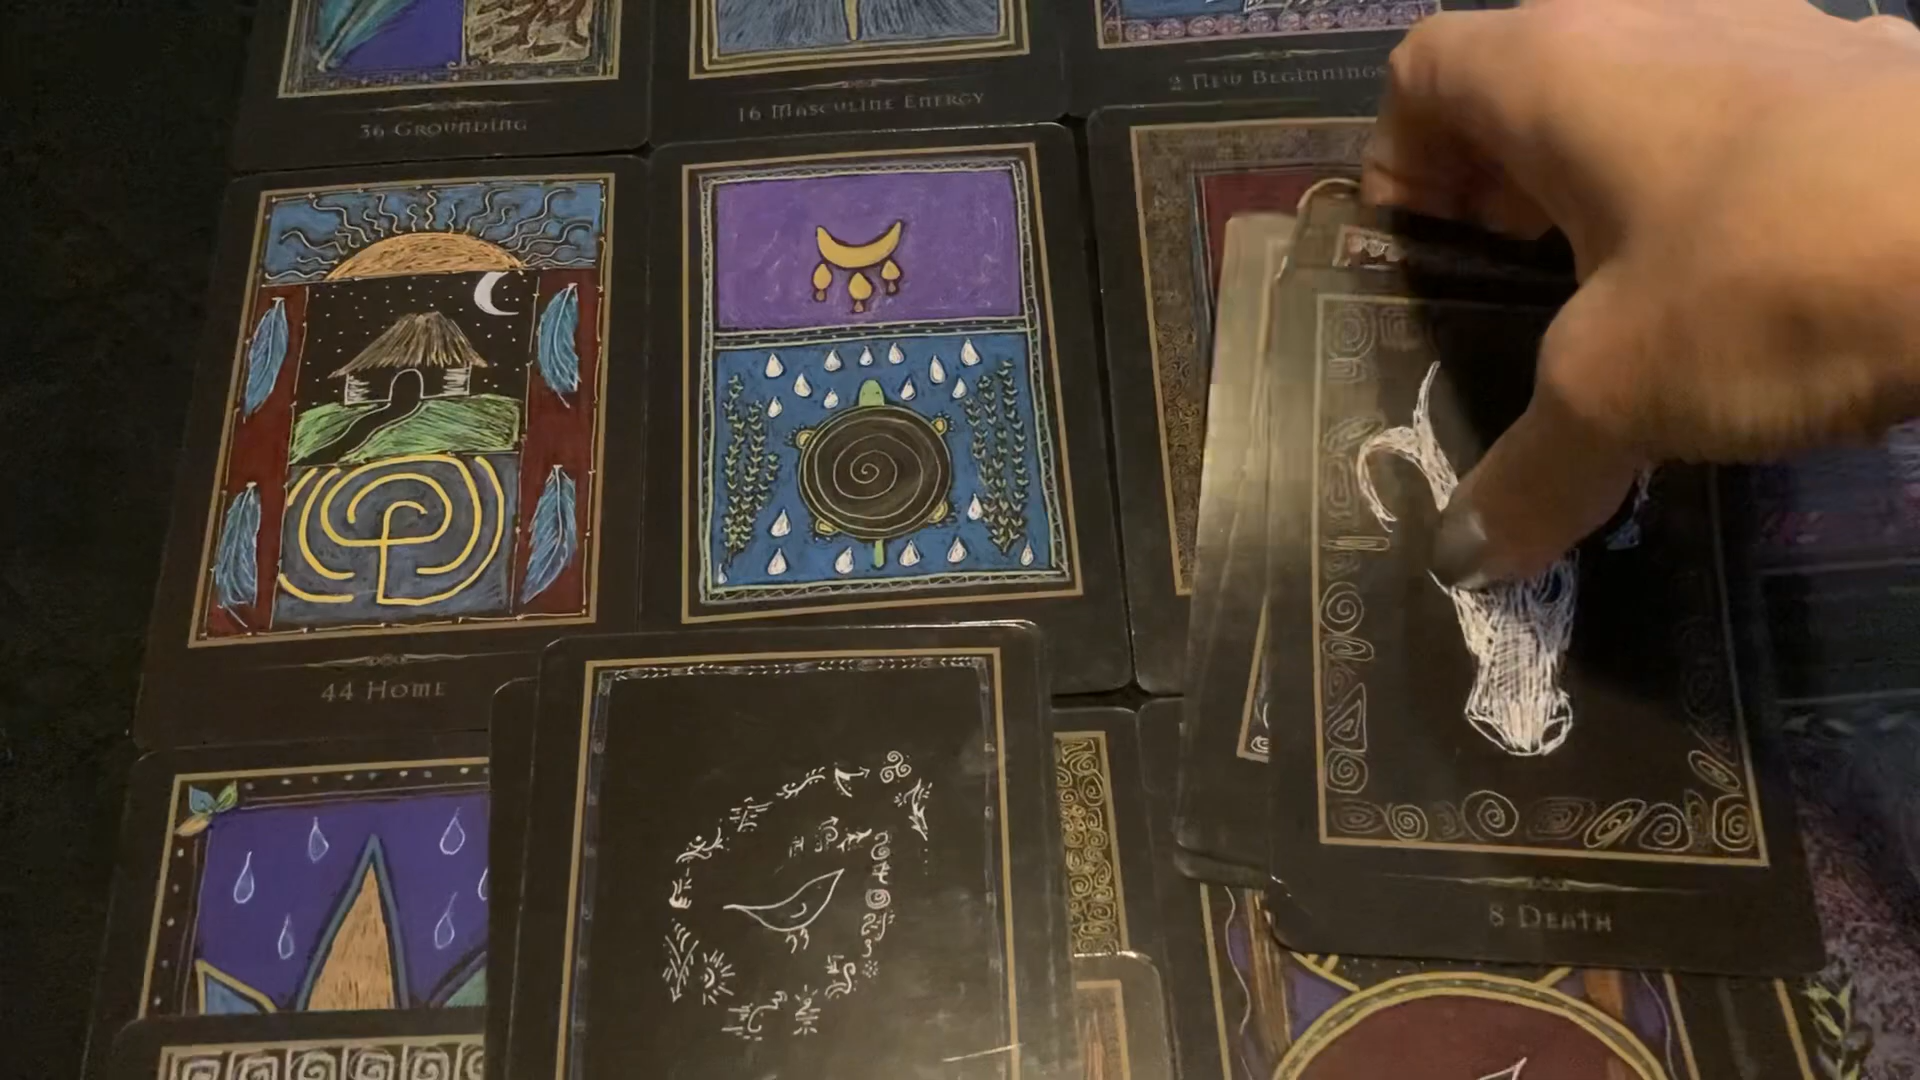 36 Grounding
16 Masculine Energy
2 New Beginnings
44 Home
8 Death